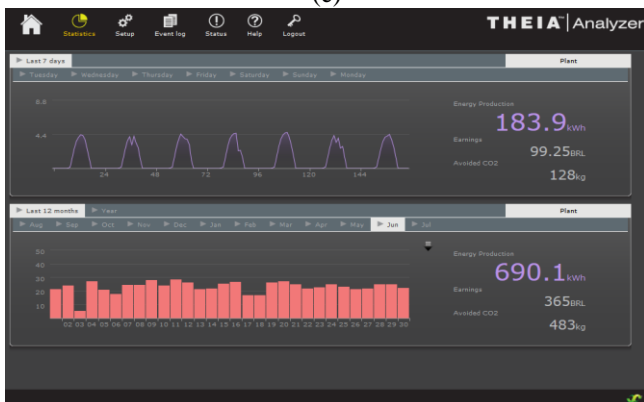 (c)
Statistics Setup Event log Status Help Logout THEIA™ Analyzer
Last 7 days Plant
Tuesday Wednesday Thursday Friday Saturday Sunday Monday
8.8
4.4
24 48 72 96 120 144
Energy Production
183.9kWh
Earnings
99.25BRL
Avoided CO2
128kg
Last 12 months Year Plant
Aug Sep Oct Nov Dec Jan Feb Mar Apr May Jun Jul
50
40
30
20
10
02 03 04 05 06 07 08 09 10 11 12 13 14 15 16 17 18 19 20 21 22 23 24 25 26 27 28 29 30
Energy Production
690.1kWh
Earnings
365BRL
Avoided CO2
483kg